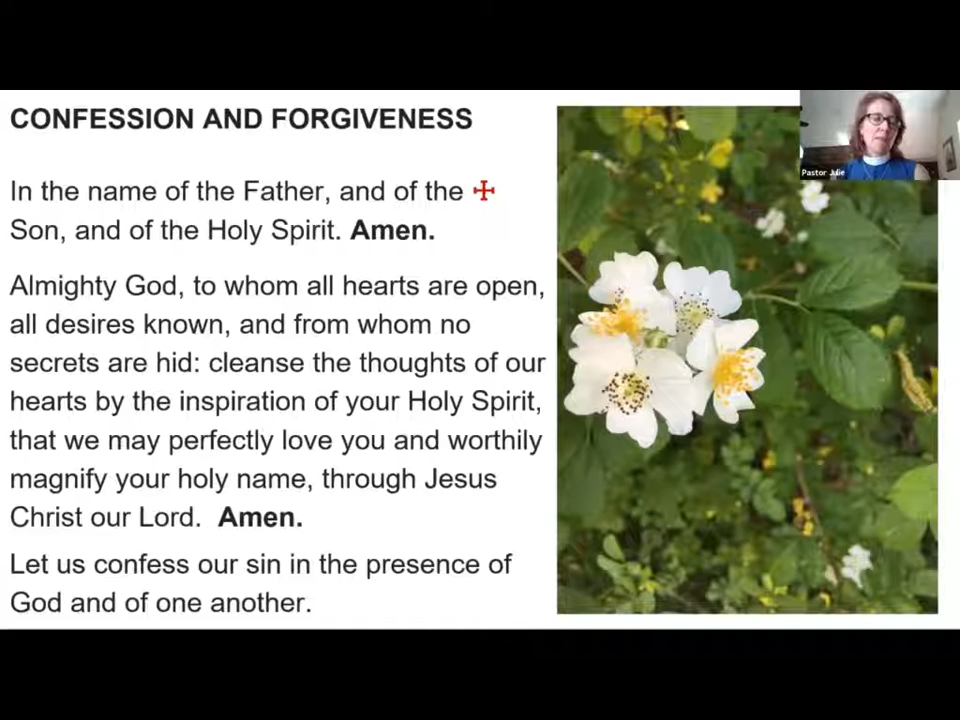 CONFESSION AND FORGIVENESS
In the name of the Father, and of the ☩
Son, and of the Holy Spirit. Amen.
Almighty God, to whom all hearts are open,
all desires known, and from whom no
secrets are hid: cleanse the thoughts of our
hearts by the inspiration of your Holy Spirit,
that we may perfectly love you and worthily
magnify your holy name, through Jesus
Christ our Lord.  Amen.
Let us confess our sin in the presence of
God and of one another.
Pastor Julie